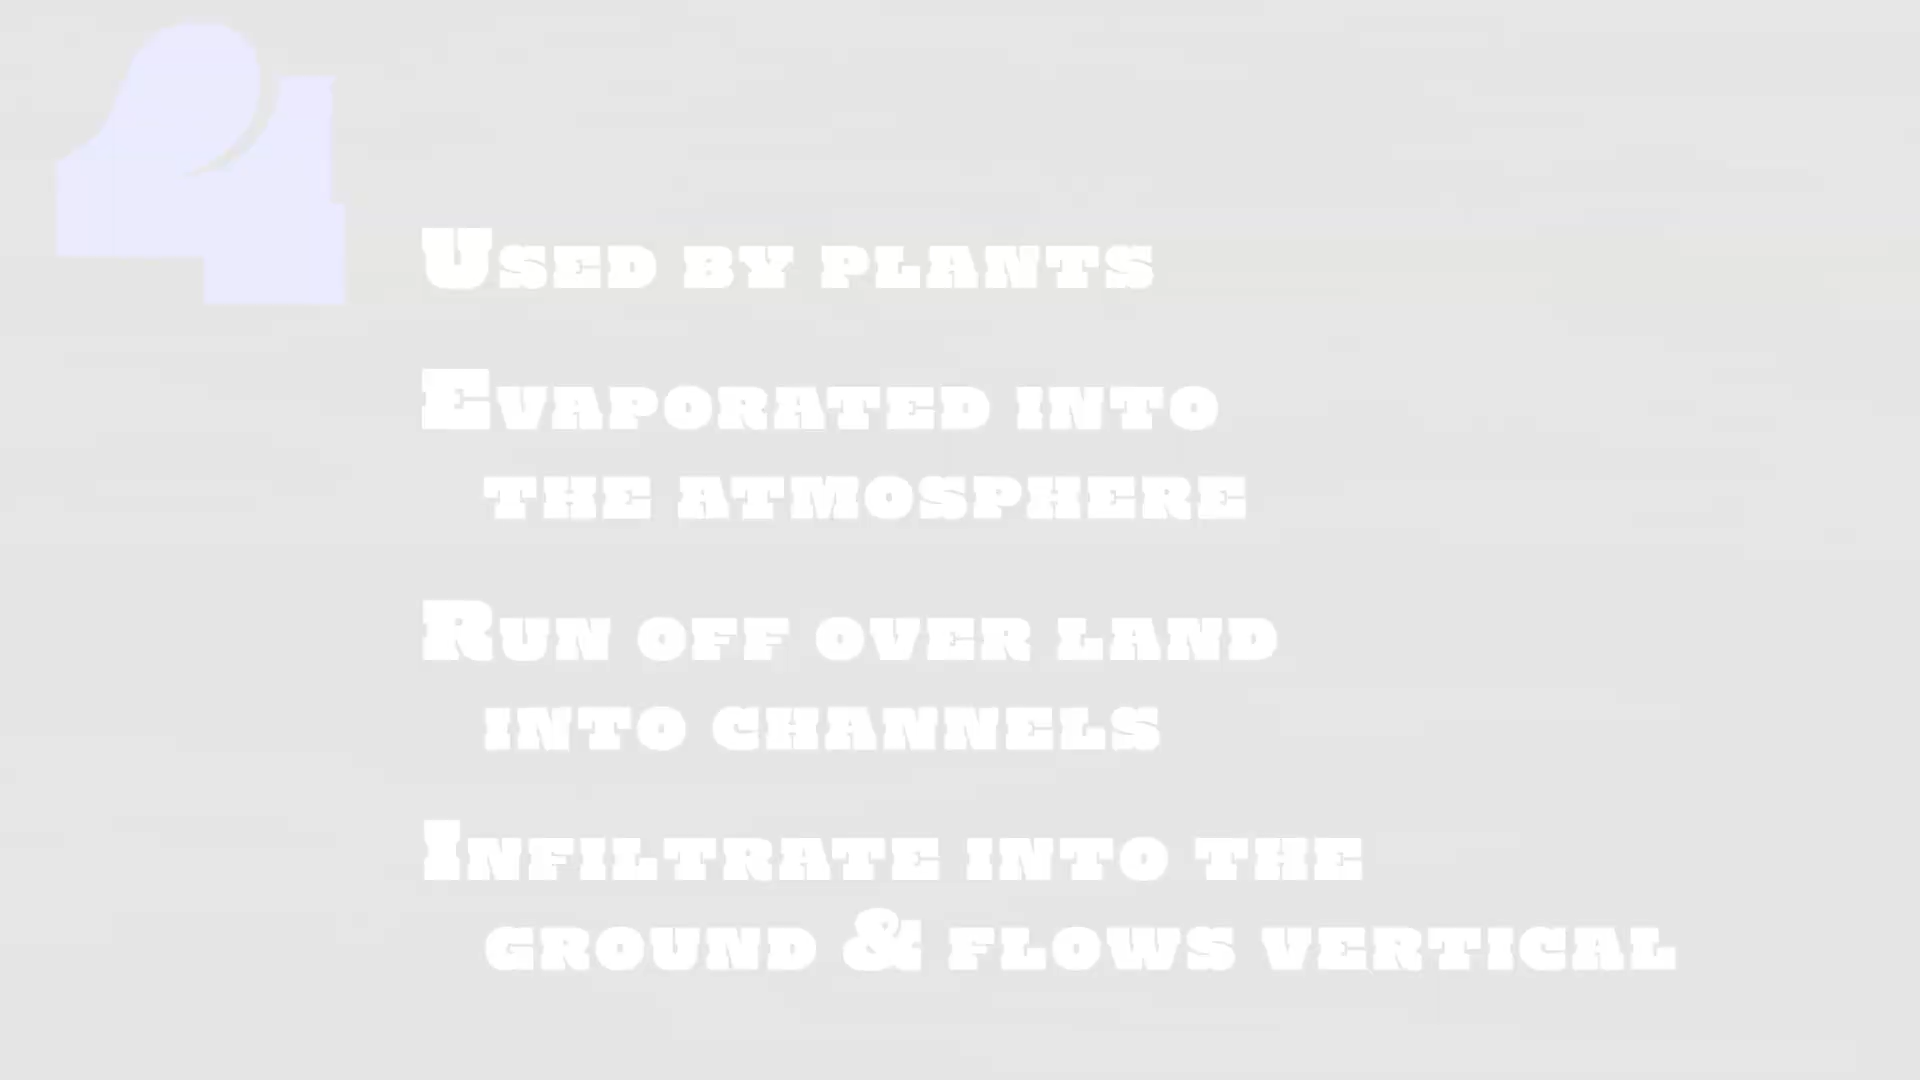 4
Used by plants
Evaporated into
the atmosphere
Run off over land
into channels
Infiltrate into the
ground & flows vertical